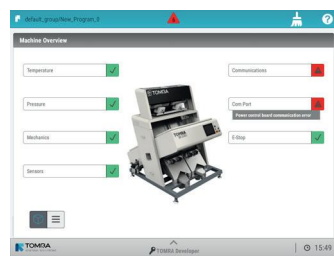 default_group/New_Program_0
Machine Overview
Temperature
Communications
TOMRA
Pressure
Com Port
Power control board communication error
Mechanics
E-Stop
Sensors
TOMRA
TOMRA Developer
15:49